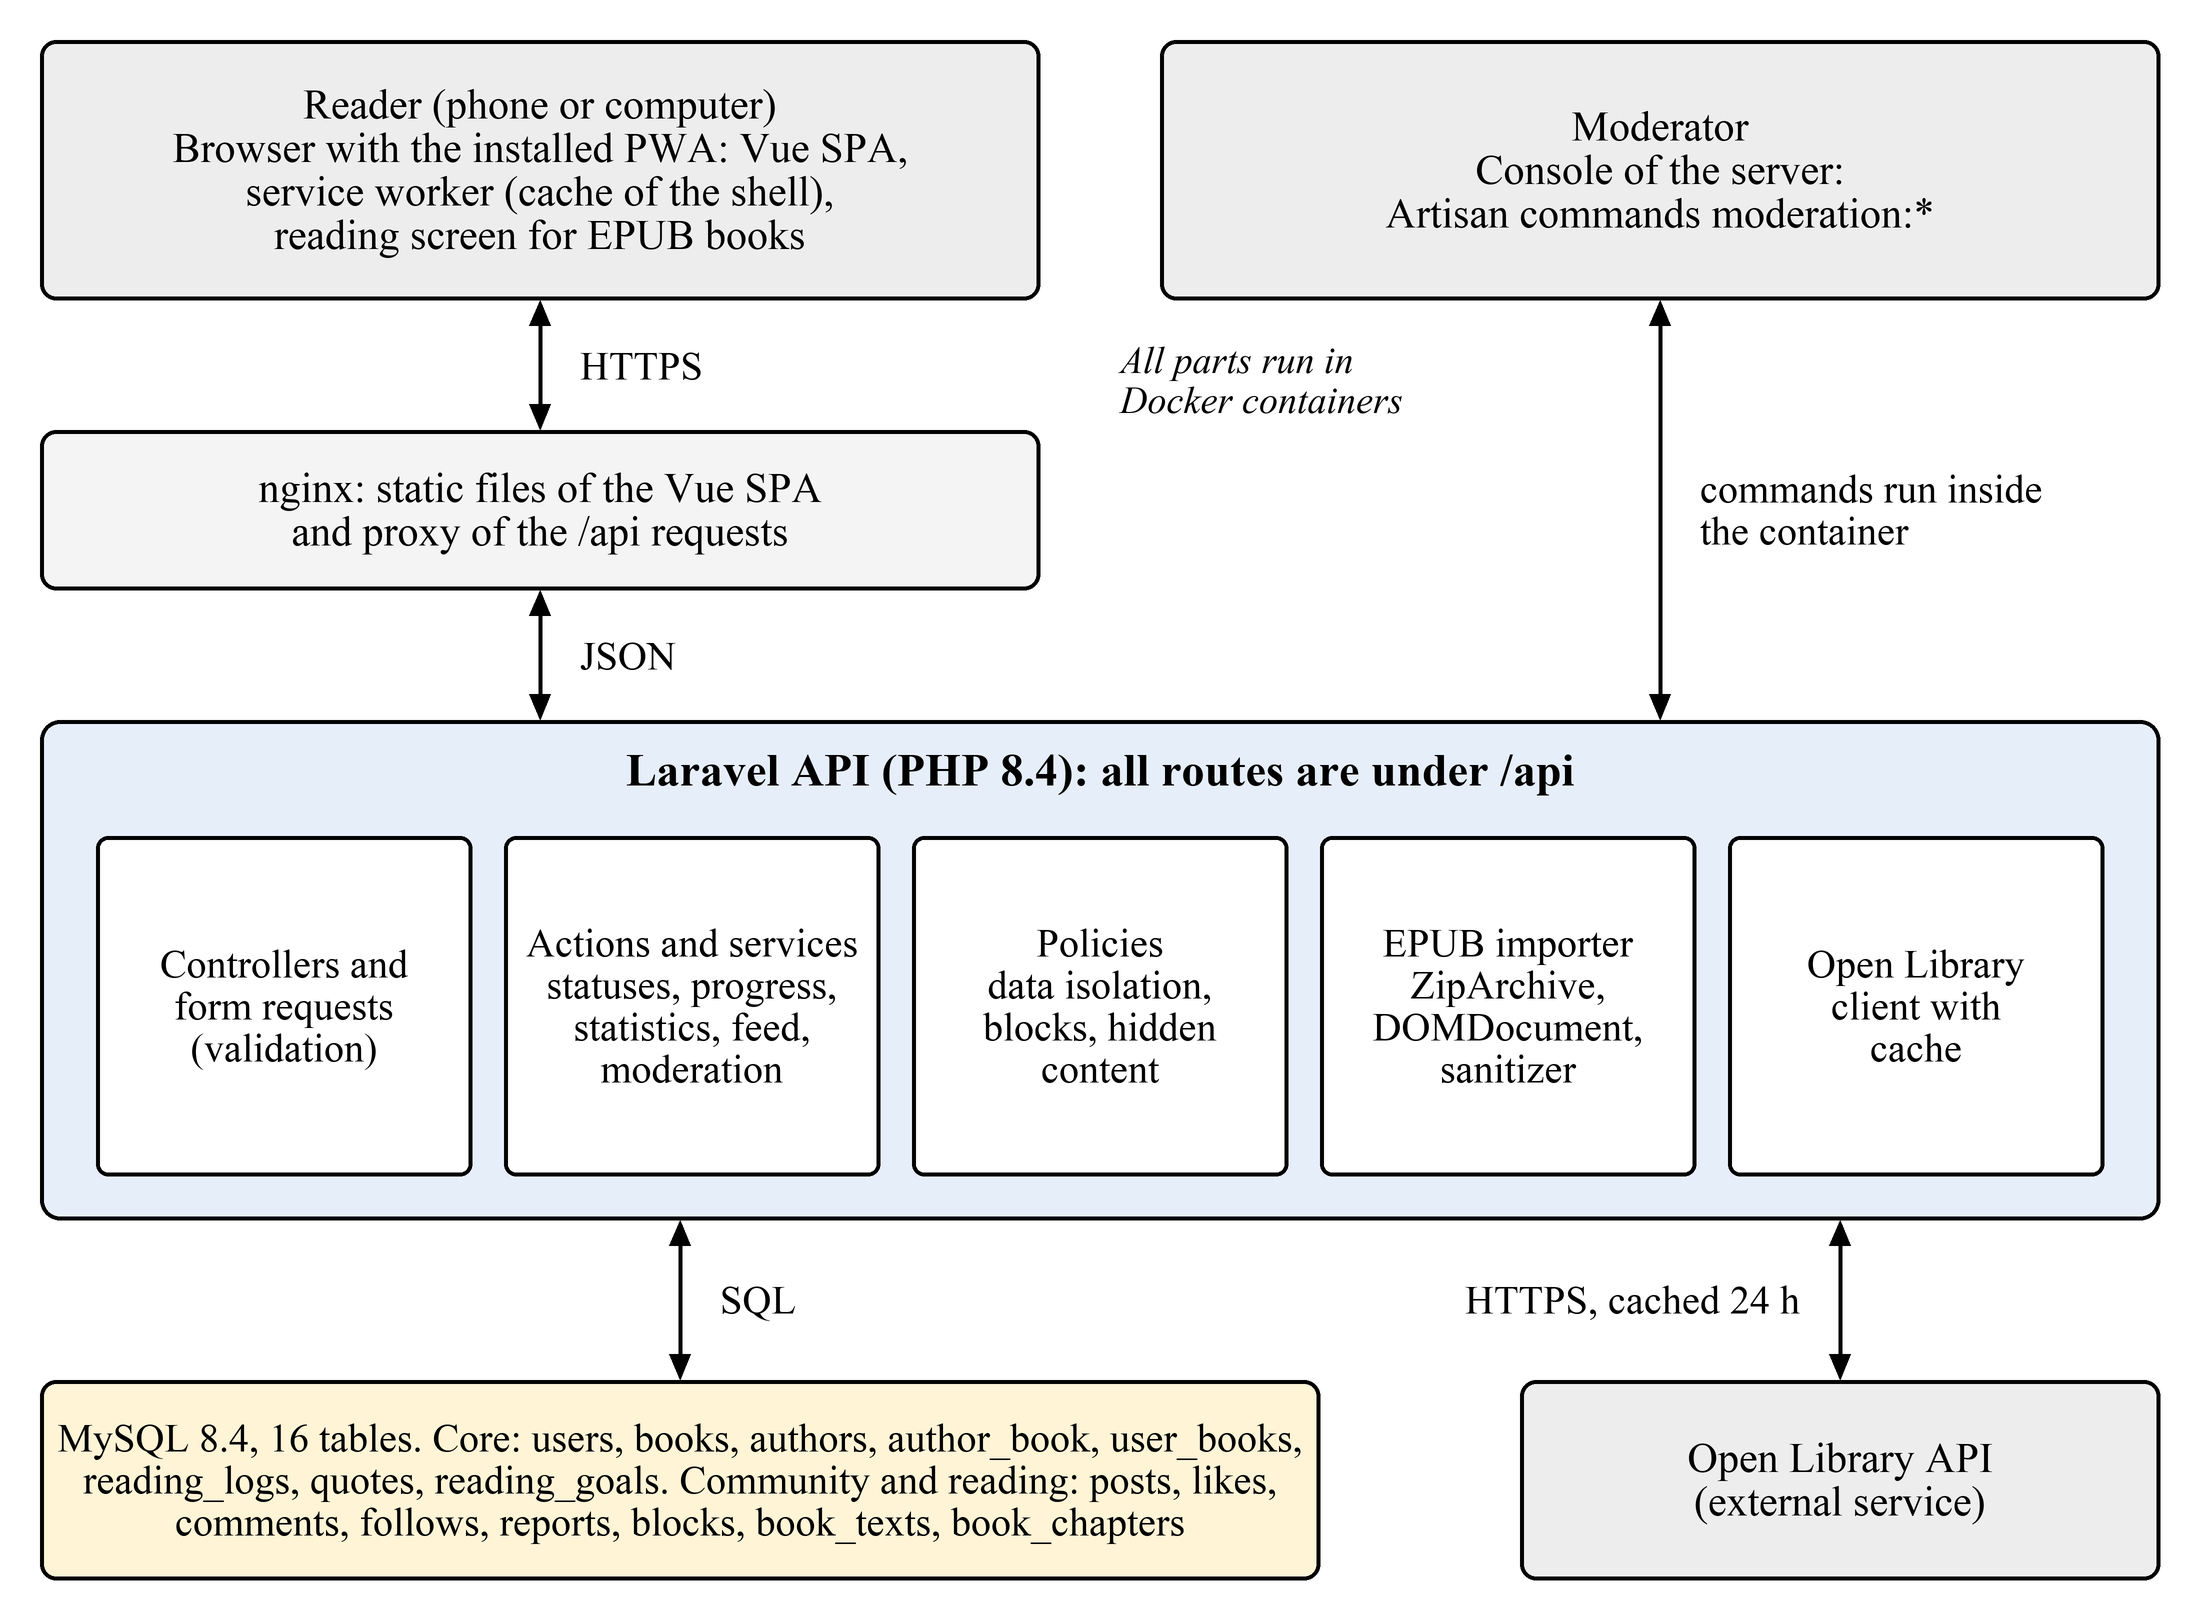 Reader (phone or computer)
Browser with the installed PWA: Vue SPA,
service worker (cache of the shell),
reading screen for EPUB books
Moderator
Console of the server:
Artisan commands moderation:*
HTTPS
All parts run in
Docker containers
nginx: static files of the Vue SPA
and proxy of the /api requests
commands run inside
the container
JSON
Laravel API (PHP 8.4): all routes are under /api
Controllers and
form requests
(validation)
Actions and services
statuses, progress,
statistics, feed,
moderation
Policies
data isolation,
blocks, hidden
content
EPUB importer
ZipArchive,
DOMDocument,
sanitizer
Open Library
client with
cache
SQL
HTTPS, cached 24 h
MySQL 8.4, 16 tables. Core: users, books, authors, author_book, user_books,
reading_logs, quotes, reading_goals. Community and reading: posts, likes,
comments, follows, reports, blocks, book_texts, book_chapters
Open Library API
(external service)